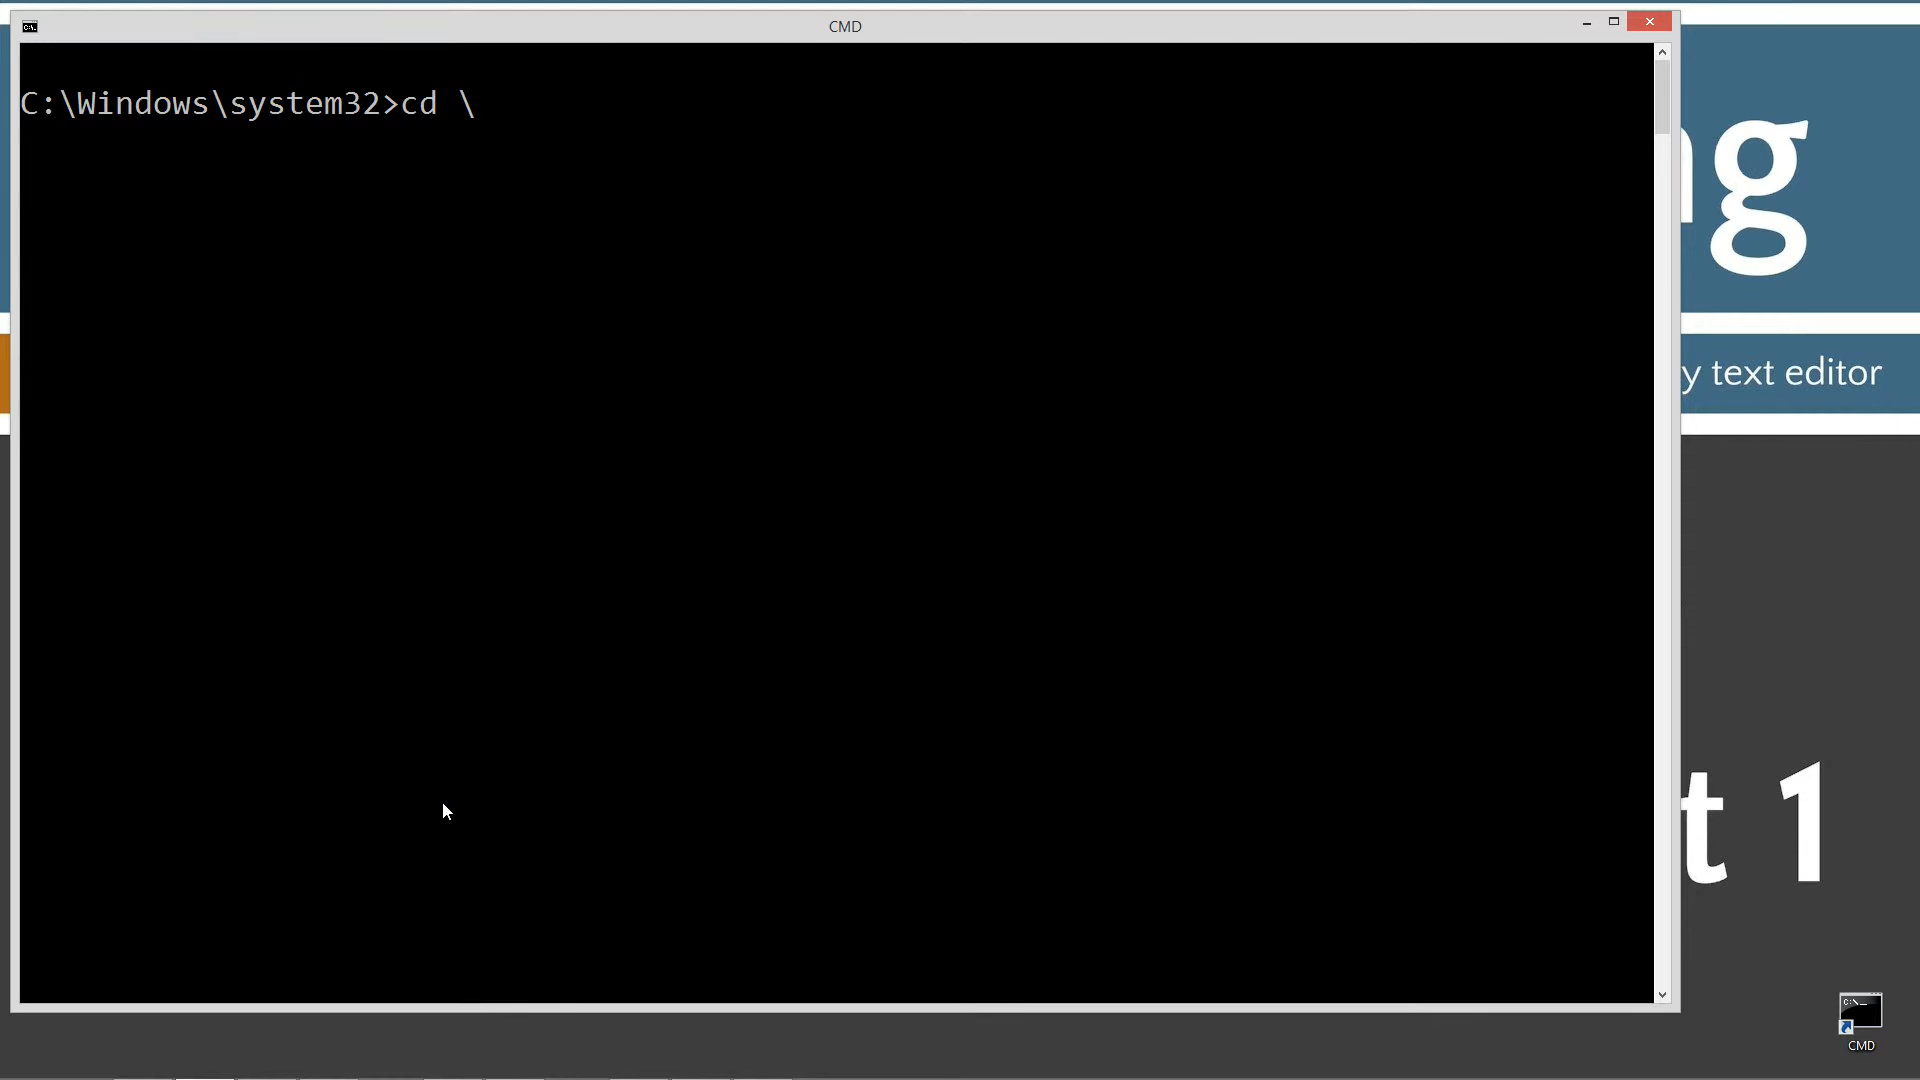 CMD
C:\Windows\system32>cd \
g
y text editor
t 1
CMD